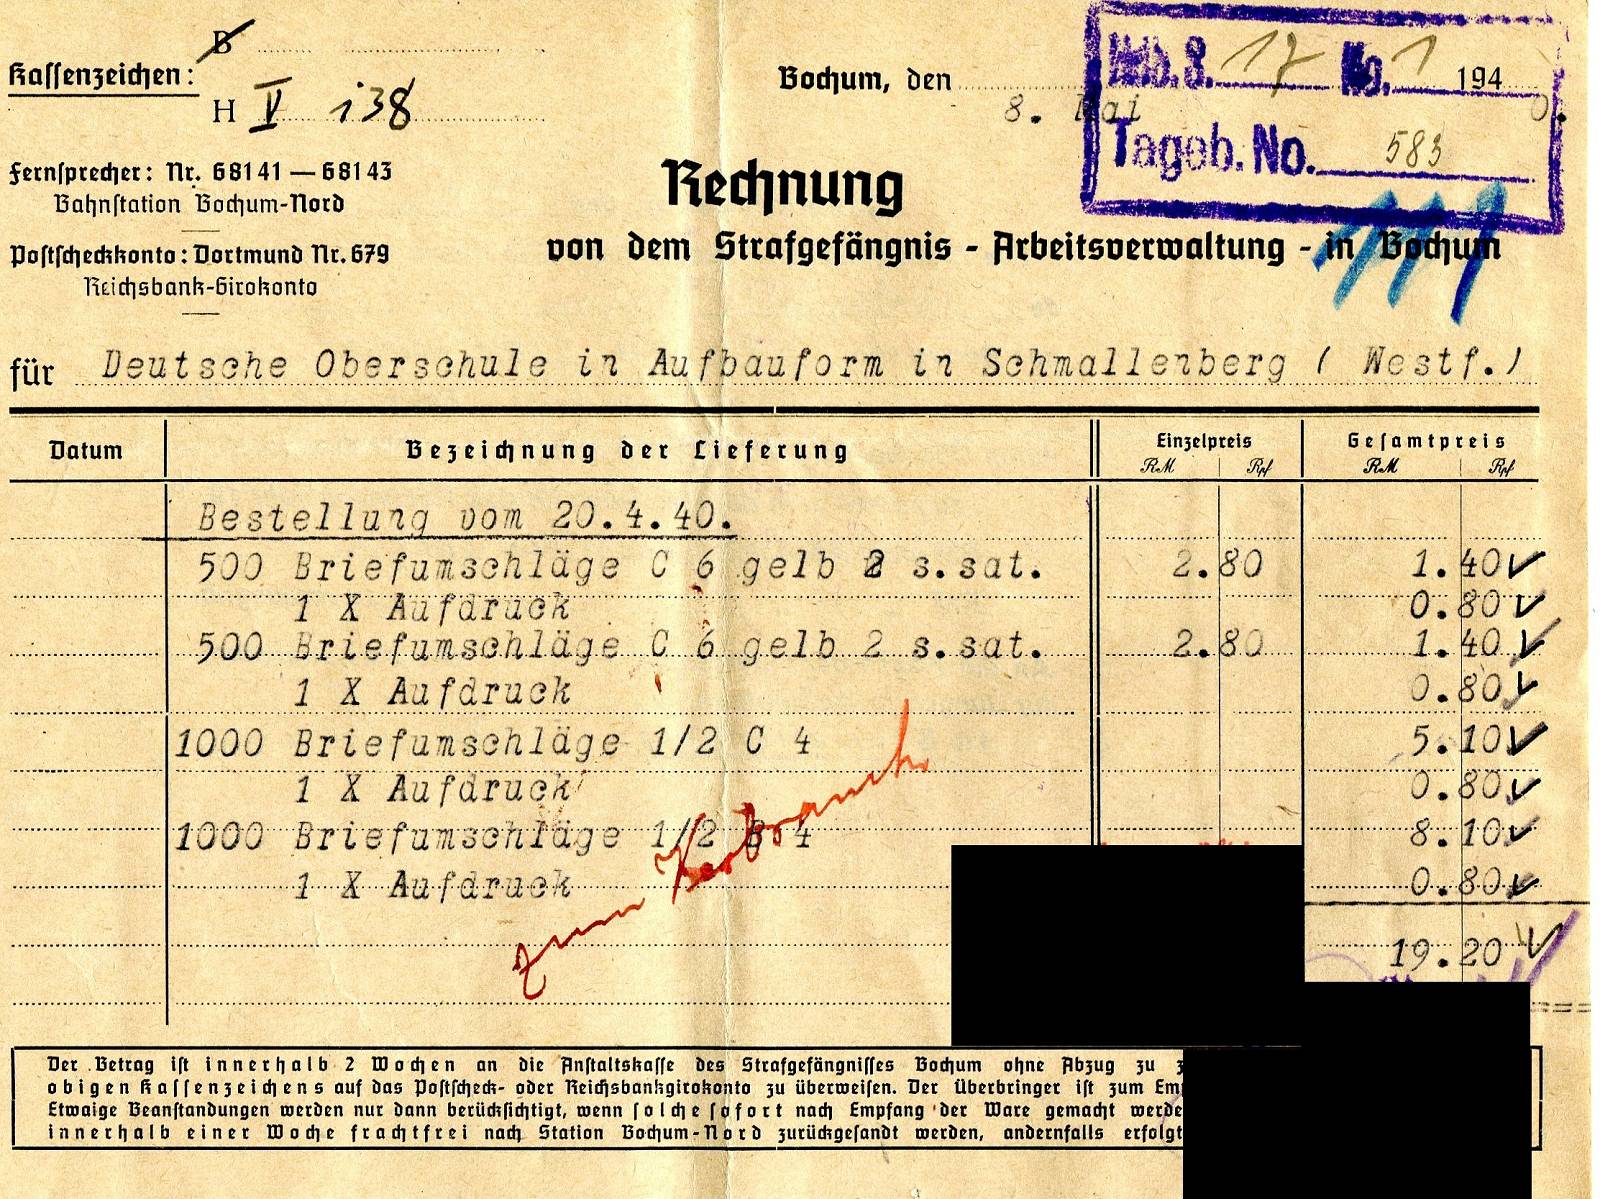 Kassenzeichen: B
H V 138
Fernsprecher: Nr. 68141 — 68143
Bahnstation Bochum-Nord
Postscheckkonto: Dortmund Nr. 679
Reichsbank-Girokonto
Bochum, den 8. Mai 1940.
17 No. 1
Tageb. No. 583
Rechnung
von dem Strafgefängnis - Arbeitsverwaltung - in Bochum
für Deutsche Oberschule in Aufbauform in Schmallenberg ( Westf.)
Datum Bezeichnung der Lieferung Einzelpreis Gesamtpreis
RM Rpf RM Rpf
Bestellung vom 20.4.40.
500 Briefumschläge C 6 gelb 2 s.sat. 2.80 1.40
1 X Aufdruck 0.80
500 Briefumschläge C 6 gelb 2 s.sat. 2.80 1.40
1 X Aufdruck 0.80
1000 Briefumschläge 1/2 C 4 5.10
1 X Aufdruck 0.80
1000 Briefumschläge 1/2 B 4 8.10
1 X Aufdruck 0.80
19.20
zum Verbrauch
Der Betrag ist innerhalb 2 Wochen an die Anstaltskasse des Strafgefängnisses Bochum ohne Abzug zu
obigen Kassenzeichens auf das Postscheck- oder Reichsbankgirokonto zu überweisen. Der Überbringer ist zum
Etwaige Beanstandungen werden nur dann berücksichtigt, wenn solche sofort nach Empfang der Ware gemacht
innerhalb einer Woche frachtfrei nach Station Bochum-Nord zurückgesandt werden, andernfalls erfolgt